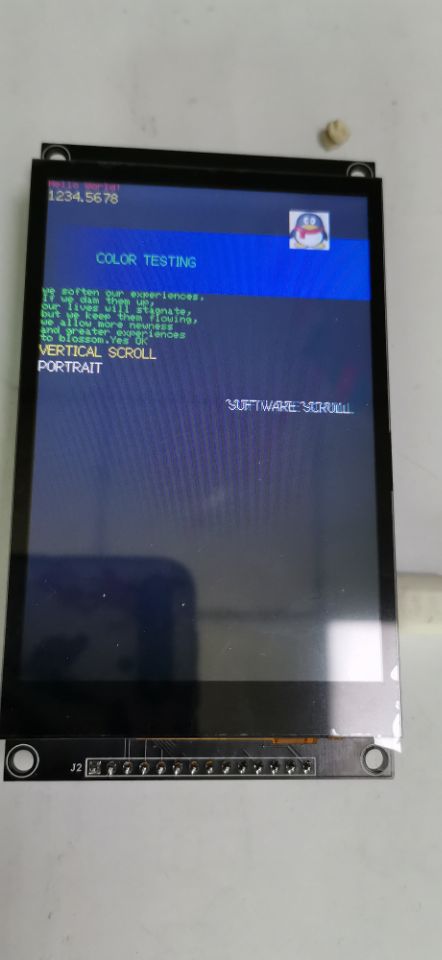 Hello World!
1234.5678
COLOR TESTING
we soften our experiences,
If we dam them up,
our lives will stagnate,
but we keep them flowing,
we allow more newness
and greater experiences
to blossom.Yes OK
VERTICAL SCROLL
PORTRAIT
SOFTWARE SCROLL
J2